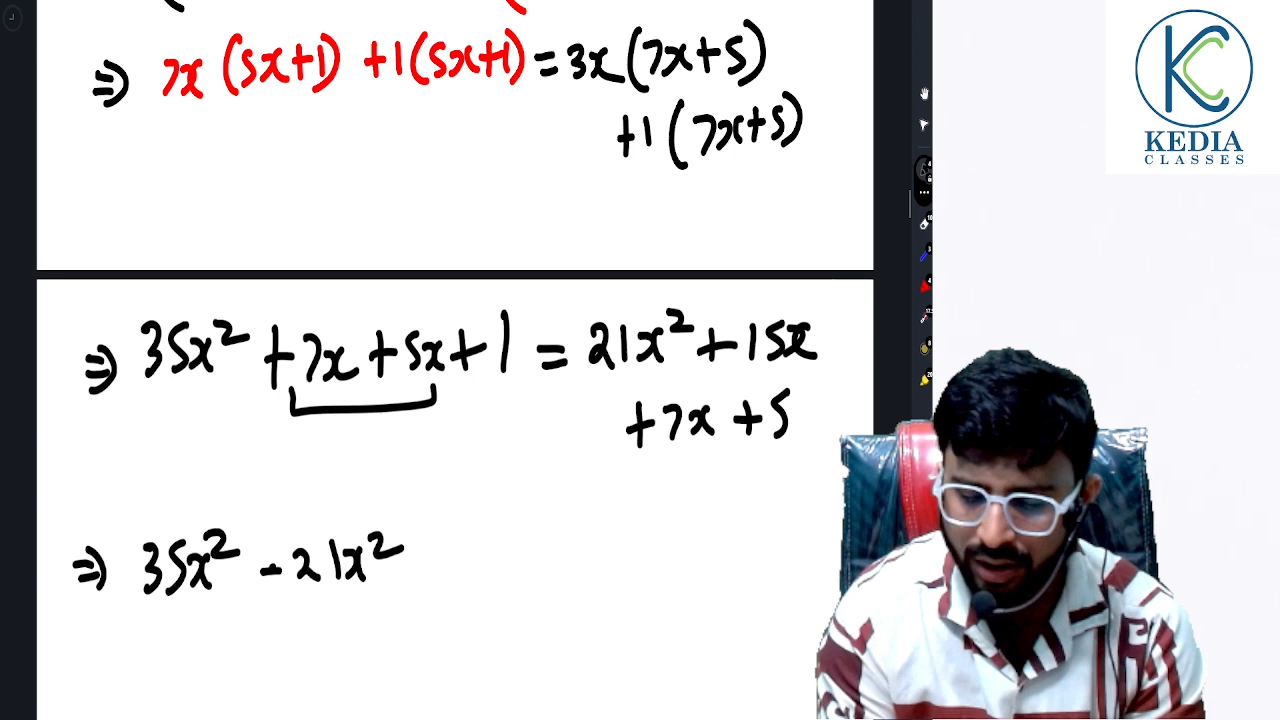 ⇒ 7x (5x+1) +1(5x+1) = 3x(7x+5)
+1 (7x+5)
KEDIA
CLASSES
⇒ 35x² +7x +5x+1 = 21x² +15x
+7x +5
⇒ 35x² - 21x²